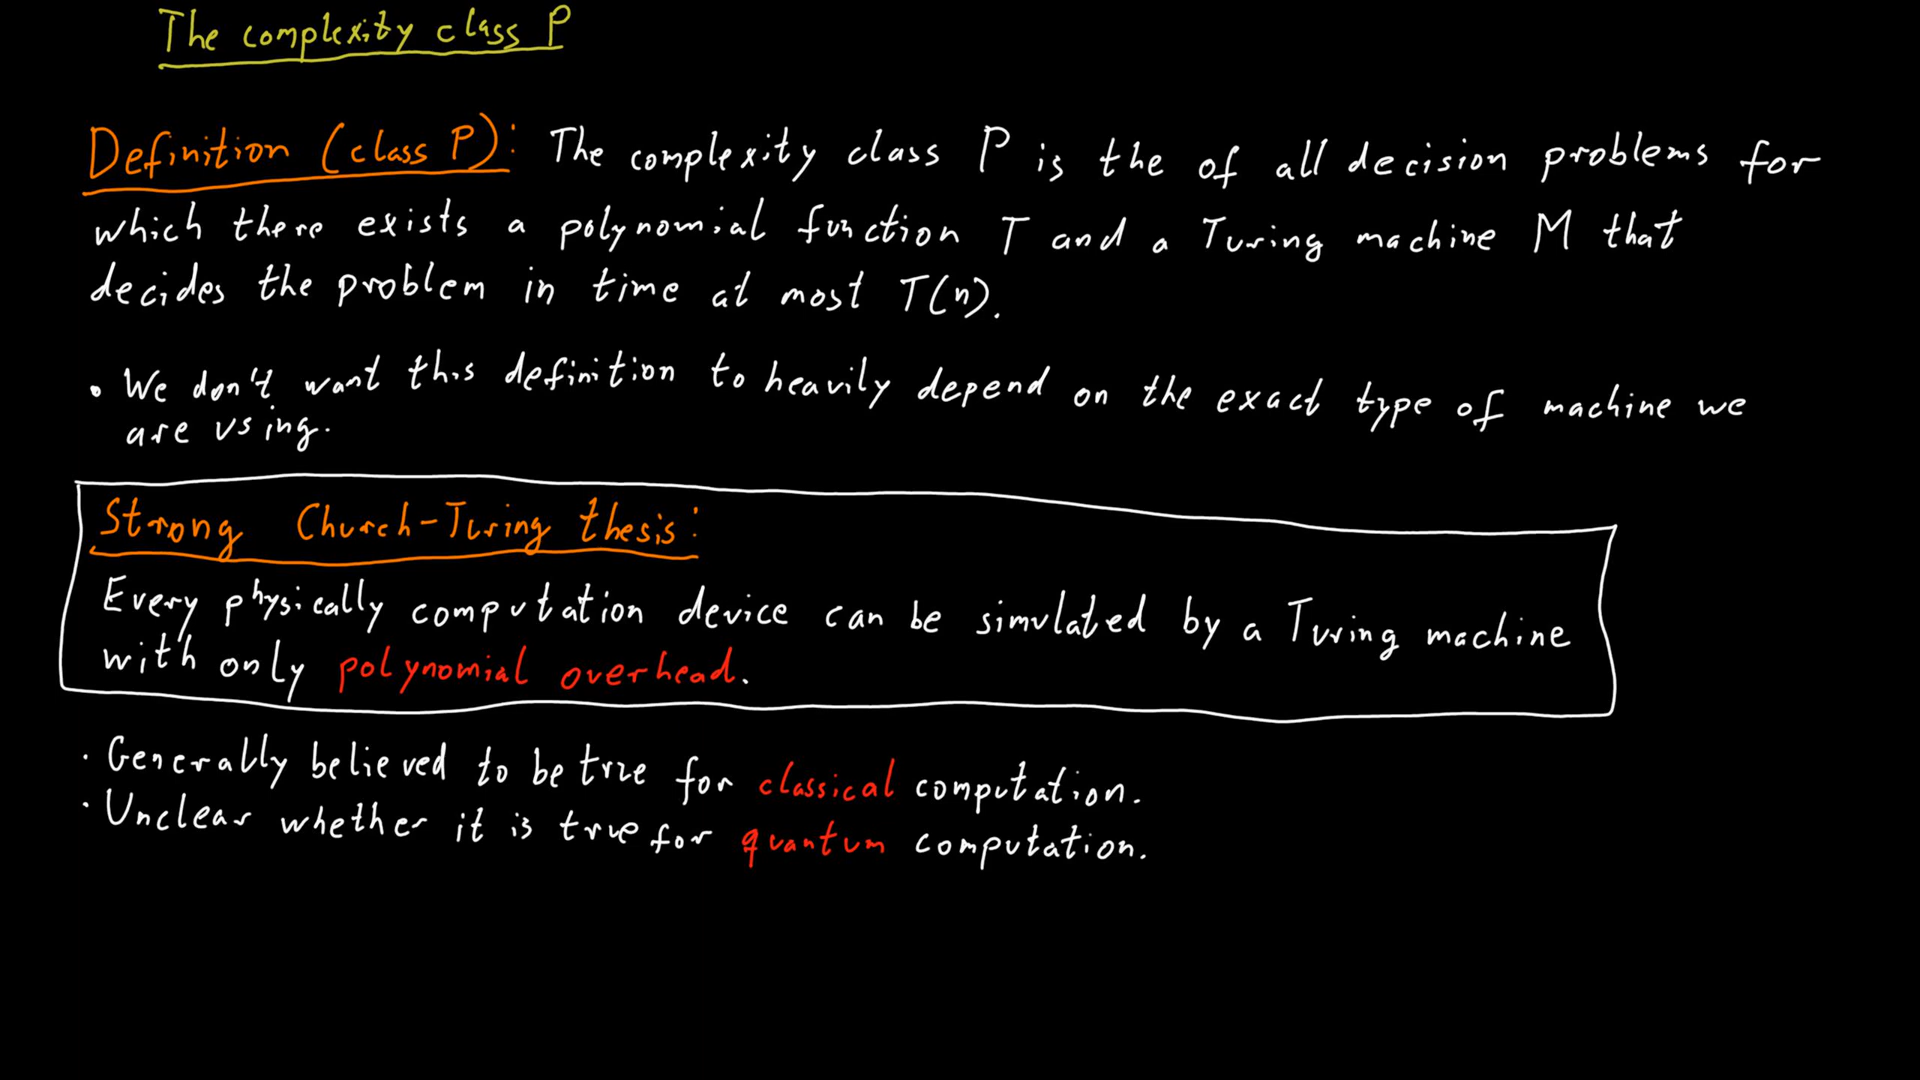 The complexity class P
Definition (class P): The complexity class P is the of all decision problems for
which there exists a polynomial function T and a Turing machine M that
decides the problem in time at most T(n).
• We don't want this definition to heavily depend on the exact type of machine we
are using.
Strong Church-Turing thesis:
Every physically computation device can be simulated by a Turing machine
with only polynomial overhead.
· Generally believed to be true for classical computation.
· Unclear whether it is true for quantum computation.